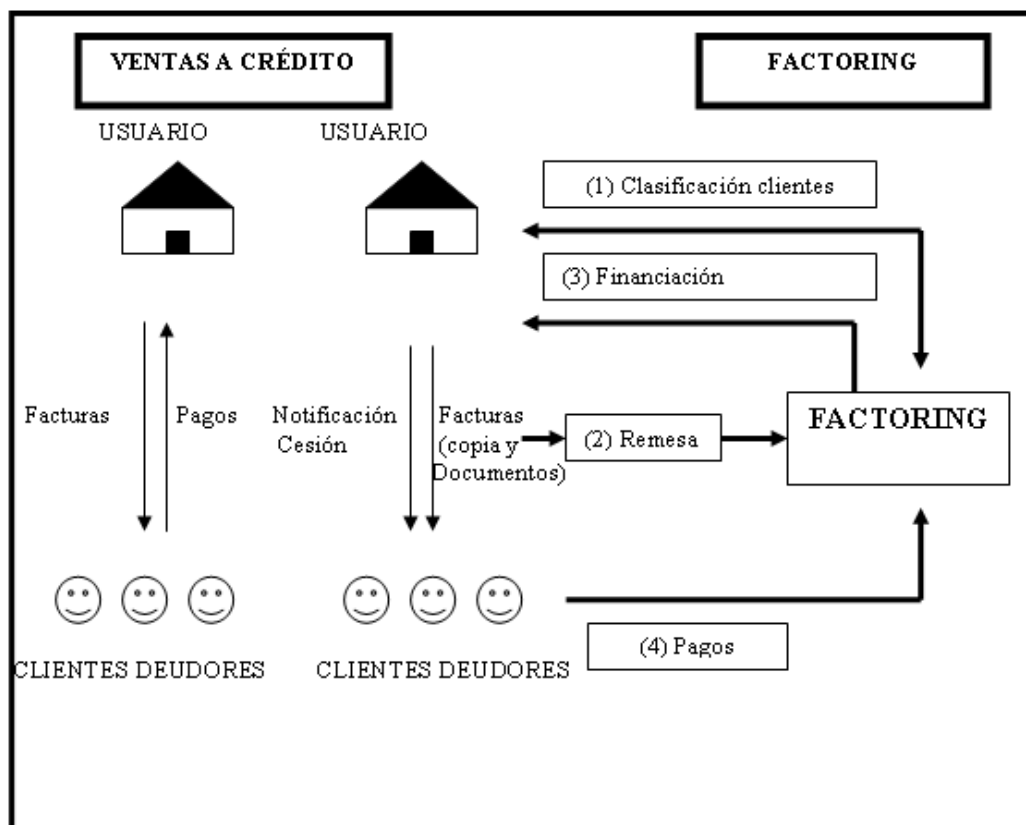 VENTAS A CRÉDITO
FACTORING
USUARIO
USUARIO
(1) Clasificación clientes
(3) Financiación
Facturas
Pagos
Notificación
Cesión
Facturas
(copia y
Documentos)
(2) Remesa
FACTORING
CLIENTES DEUDORES
CLIENTES DEUDORES
(4) Pagos